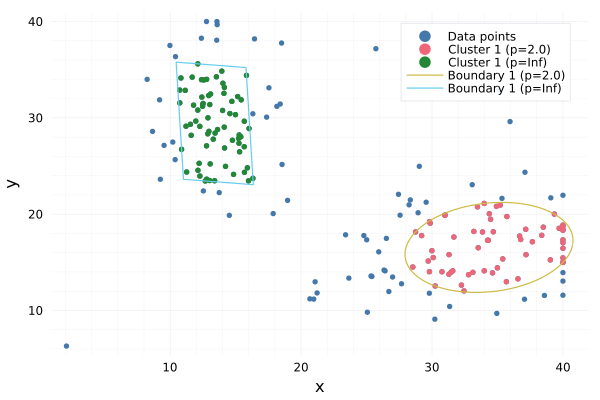 40
30
20
10
y
10
20
30
40
x
Data points
Cluster 1 (p=2.0)
Cluster 1 (p=Inf)
Boundary 1 (p=2.0)
Boundary 1 (p=Inf)